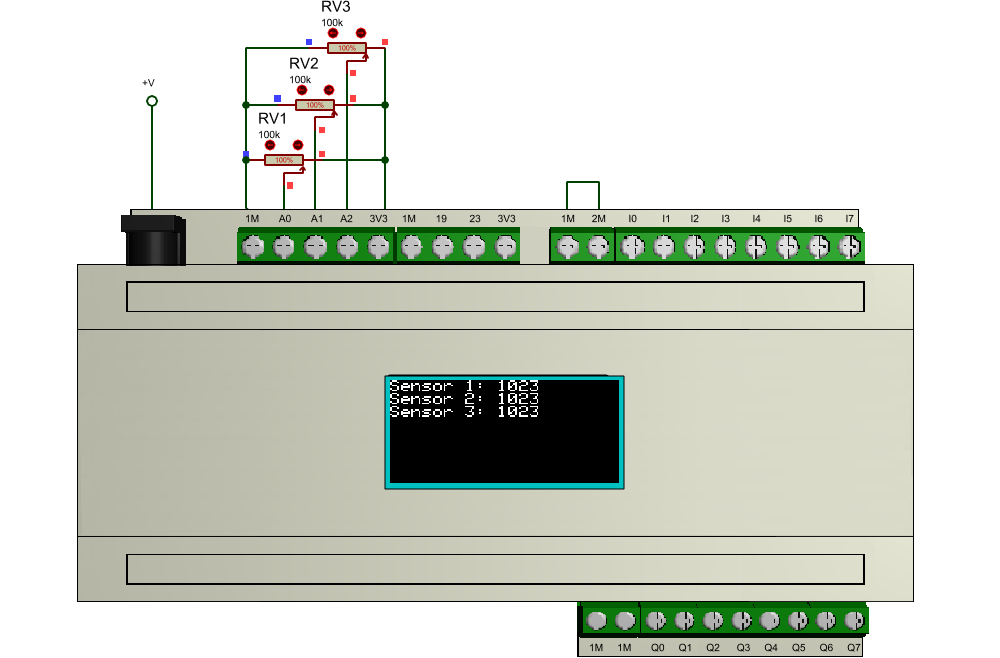 RV3
100k
100%
RV2
100k
100%
RV1
100k
100%
+V
1M A0 A1 A2 3V3 1M 19 23 3V3 1M 2M I0 I1 I2 I3 I4 I5 I6 I7
Sensor 1: 1023
Sensor 2: 1023
Sensor 3: 1023
1M 1M Q0 Q1 Q2 Q3 Q4 Q5 Q6 Q7